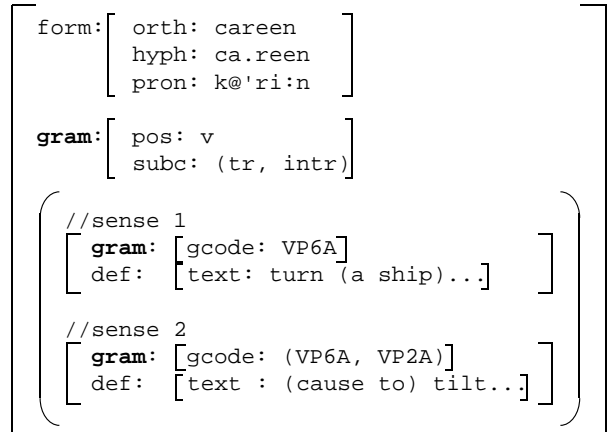 form: orth: careen
hyph: ca.reen
pron: k@'ri:n
gram: pos: v
subc: (tr, intr)
//sense 1
gram: gcode: VP6A
def: text: turn (a ship)...
//sense 2
gram: gcode: (VP6A, VP2A)
def: text : (cause to) tilt...